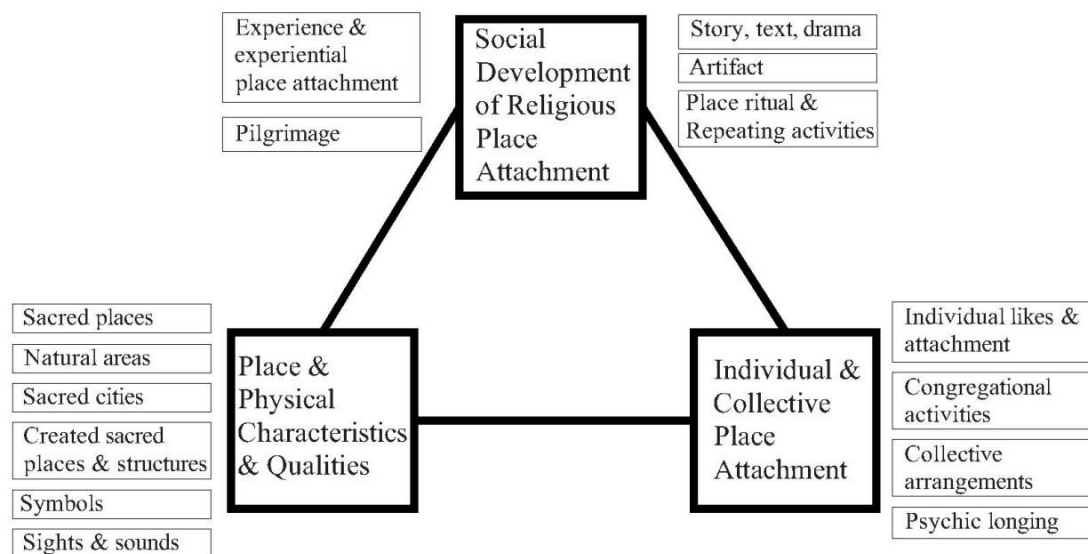 Experience &
experiential
place attachment
Pilgrimage
Social
Development
of Religious
Place
Attachment
Story, text, drama
Artifact
Place ritual &
Repeating activities
Sacred places
Natural areas
Sacred cities
Created sacred
places & structures
Symbols
Sights & sounds
Place &
Physical
Characteristics
& Qualities
Individual &
Collective
Place
Attachment
Individual likes &
attachment
Congregational
activities
Collective
arrangements
Psychic longing